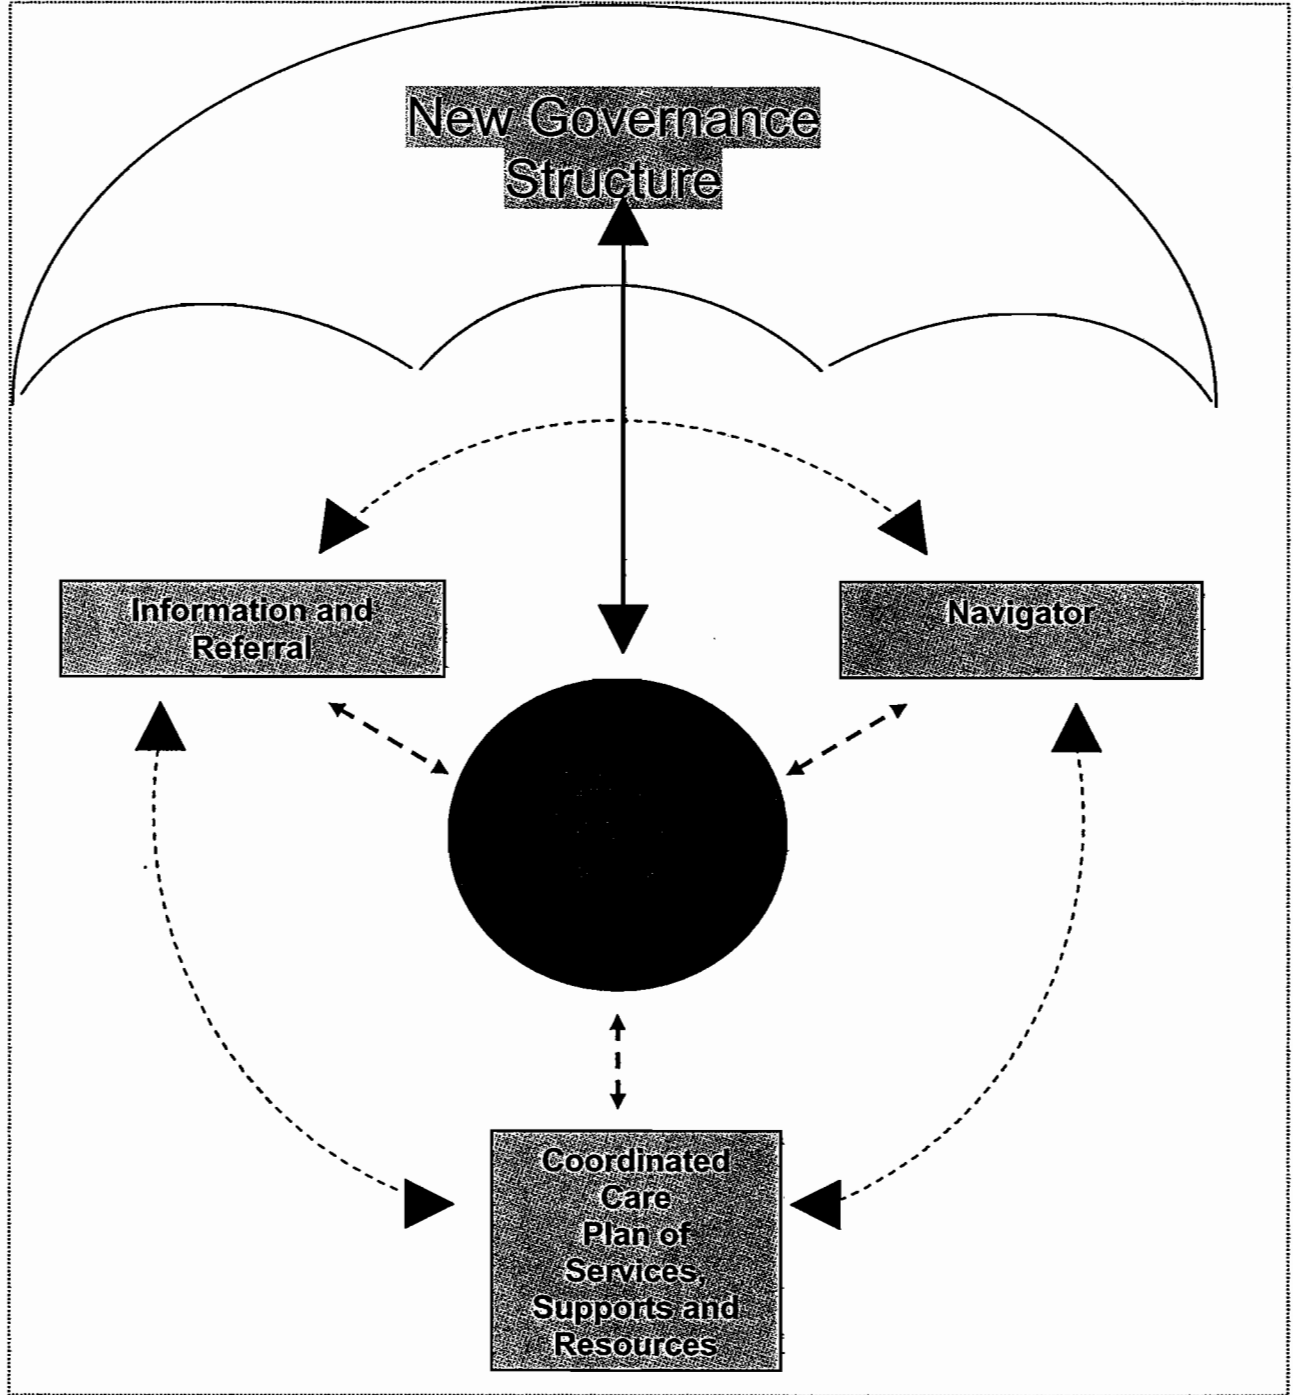 New Governance
Structure
Information and
Referral
Navigator
Coordinated
Care
Plan of
Services,
Supports and
Resources